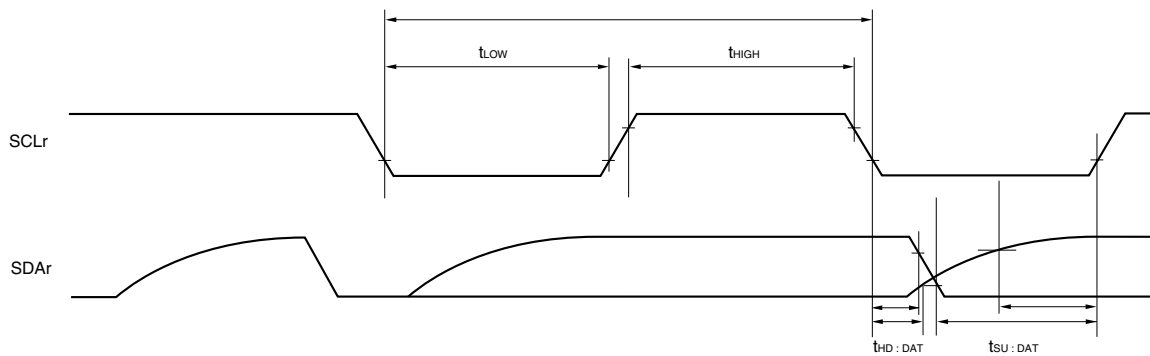 tLOW
tHIGH
SCLr
SDAr
tHD : DAT
tSU : DAT